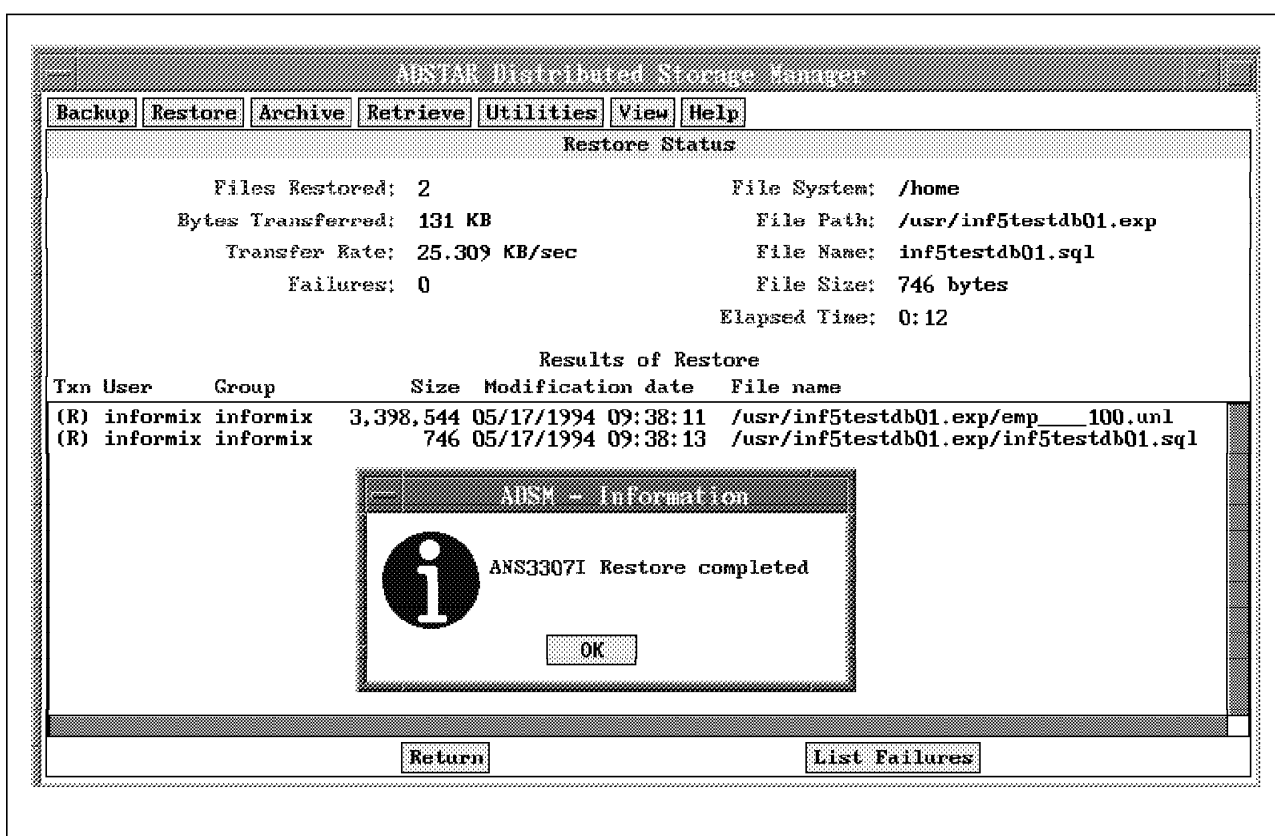 ADSTAR Distributed Storage Manager
Backup Restore Archive Retrieve Utilities View Help
Restore Status
Files Restored: 2
Bytes Transferred: 131 KB
Transfer Rate: 25.309 KB/sec
Failures: 0
File System: /home
File Path: /usr/inf5testdb01.exp
File Name: inf5testdb01.sql
File Size: 746 bytes
Elapsed Time: 0:12
Results of Restore
Txn User Group Size Modification date File name
(R) informix informix 3,398,544 05/17/1994 09:38:11 /usr/inf5testdb01.exp/emp____100.unl
(R) informix informix 746 05/17/1994 09:38:13 /usr/inf5testdb01.exp/inf5testdb01.sql
ADSM - Information
ANS3307I Restore completed
OK
Return List Failures